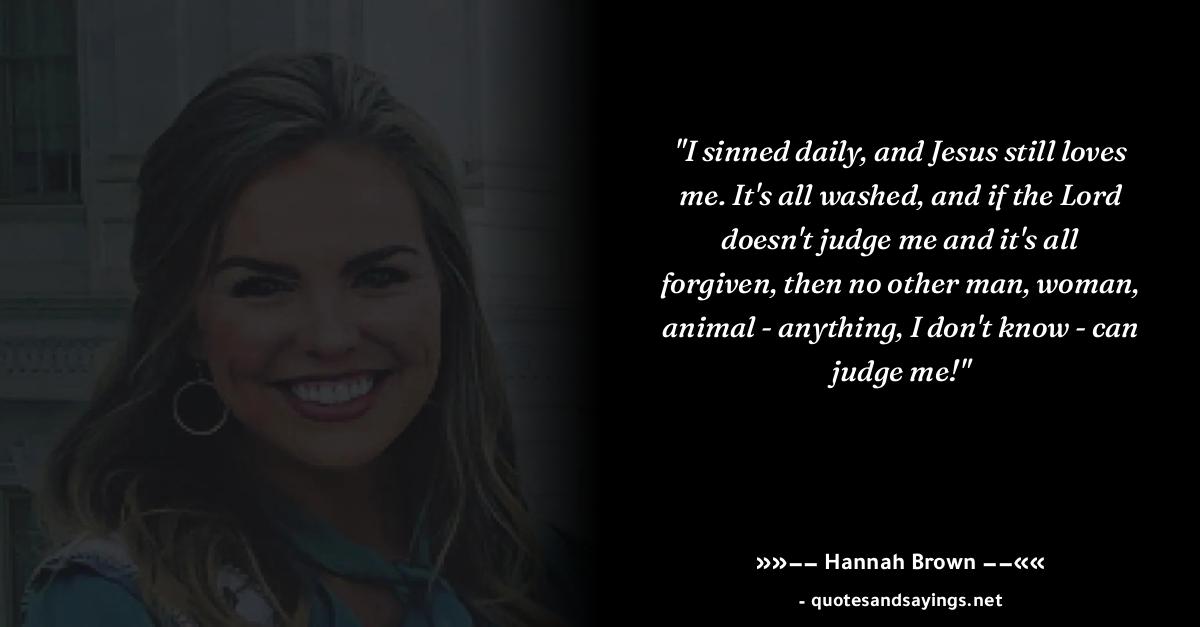 "I sinned daily, and Jesus still loves
me. It's all washed, and if the Lord
doesn't judge me and it's all
forgiven, then no other man, woman,
animal - anything, I don't know - can
judge me!"
»»–– Hannah Brown ––««
- quotesandsayings.net